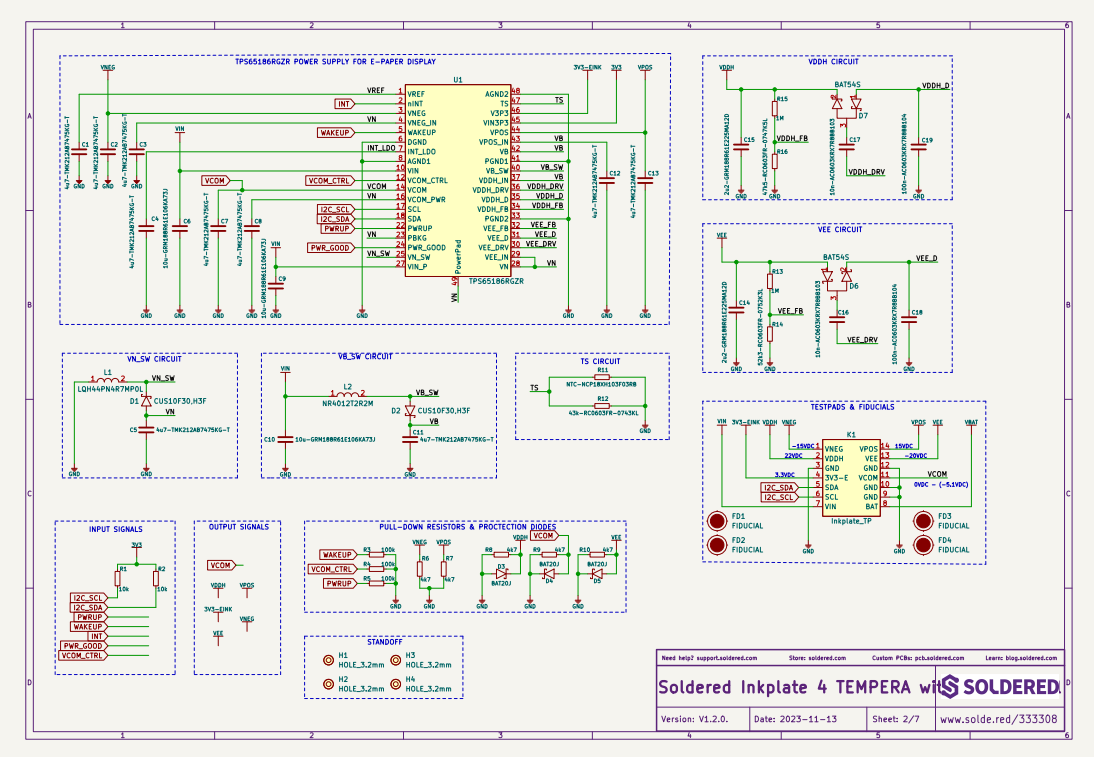 1 2 3 4 5 6
A
B
C
D
TPS65186RGZR POWER SUPPLY FOR E-PAPER DISPLAY
VNEG
3V3-EINK 3V3 VPOS
U1
VREF 1 VREF AGND2 48
INT 2 nINT TS 47 TS
3 VNEG V3P3 46
VN 4 VNEG_IN VIN3P3 45
WAKEUP 5 WAKEUP VPOS 44
6 DGND VPOS_IN 43 VB
INT_LDO 7 INT_LDO VB 42 VB
8 AGND1 PGND1 41
10 VIN VB_SW 40 VB_SW
VCOM_CTRL 12 VCOM_CTRL VDDH_IN 37 VB
VCOM 14 VCOM VDDH_DRV 36 VDDH_DRV
16 VCOM_PWR VDDH_D 35 VDDH_D
I2C_SCL 17 SCL VDDH_FB 34 VDDH_FB
I2C_SDA 18 SDA PGND2 33
PWRUP 22 PWRUP VEE_FB 32 VEE_FB
VN 23 PBKG VEE_D 31 VEE_D
PWR_GOOD 24 PWR_GOOD VEE_DRV 30 VEE_DRV
VN_SW 25 VN_SW VEE_IN 29
27 VIN_P VN 28 VN
PowerPad
49
VN
TPS65186RGZR
VIN
VCOM
VIN
C1
4u7-TMK212AB7475KG-T
C2
4u7-TMK212AB7475KG-T
C3
4u7-TMK212AB7475KG-T
C4
4u7-TMK212AB7475KG-T
C6
10u-GRM188R61E106KA73J
C7
4u7-TMK212AB7475KG-T
C8
4u7-TMK212AB7475KG-T
C9
10u-GRM188R61E106KA73J
C12
4u7-TMK212AB7475KG-T
C13
4u7-TMK212AB7475KG-T
GND GND GND
GND GND GND GND GND GND GND GND GND
VDDH CIRCUIT
VDDH
BAT54S
VDDH_D
D7
R15
1M
VDDH_FB
R16
C15
2u2-GRM188R61E225MA12D
C17
10n-AC0603KRX7R8BB103
C19
100n-AC0603KRX7R8BB104
VDDH_DRV
GND GND GND
VEE CIRCUIT
VEE
BAT54S
VEE_D
D6
R13
1M
VEE_FB
R14
52k3-RC0603FR-0752K3L
C14
2u2-GRM188R61E225MA12D
C16
10n-AC0603KRX7R8BB103
C18
100n-AC0603KRX7R8BB104
VEE_DRV
GND GND GND
VN_SW CIRCUIT
L1
VN_SW
LQH44PN4R7MP0L
D1 CUS10F30,H3F
VN
C5 4u7-TMK212AB7475KG-T
GND GND
VB_SW CIRCUIT
VIN
L2
VB_SW
NR4012T2R2M
D2 CUS10F30,H3F
VB
C10 10u-GRM188R61E106KA73J
C11
4u7-TMK212AB7475KG-T
GND GND
TS CIRCUIT
R11
NTC-NCP18XH103F03RB
TS
R12
43k-RC0603FR-0743KL
GND
TESTPADS & FIDUCIALS
VIN 3V3-EINK VDDH VNEG VPOS VEE VBAT
K1
-15VDC 1 VNEG VPOS 14 15VDC
22VDC 2 VDDH VEE 13 -20VDC
3 GND GND 12
3.3VDC 4 3V3-E VCOM 11 VCOM
I2C_SDA 5 SDA GND 10 0VDC - (-5.1VDC)
I2C_SCL 6 SCL GND 9
7 VIN BAT 8
Inkplate_TP
FD1
FIDUCIAL
FD2
FIDUCIAL
FD3
FIDUCIAL
FD4
FIDUCIAL
GND GND
INPUT SIGNALS
3V3
R1 R2
10k 10k
I2C_SCL
I2C_SDA
PWRUP
WAKEUP
INT
PWR_GOOD
VCOM_CTRL
OUTPUT SIGNALS
VCOM
VDDH VPOS
3V3-EINK
VNEG
VEE
PULL-DOWN RESISTORS & PROCTECTION DIODES
WAKEUP R3 100k
VCOM_CTRL R4 100k
PWRUP R5 100k
GND
VNEG VPOS
R6 R7
4k7 4k7
GND
VDDH
R8 4k7
D3
BAT20J
GND
VCOM
R9 4k7
BAT20J
D4
GND
VEE
R10 4k7
BAT20J
D5
GND
STANDOFF
H1
HOLE_3.2mm
H2
HOLE_3.2mm
H3
HOLE_3.2mm
H4
HOLE_3.2mm
Need help? support.soldered.com Store: soldered.com Custom PCBs: pcb.soldered.com Learn: blog.soldered.com
Soldered Inkplate 4 TEMPERA wit
SOLDERED
Version: V1.2.0. Date: 2023-11-13 Sheet: 2/7 www.solde.red/333308
1 2 3 4 5 6